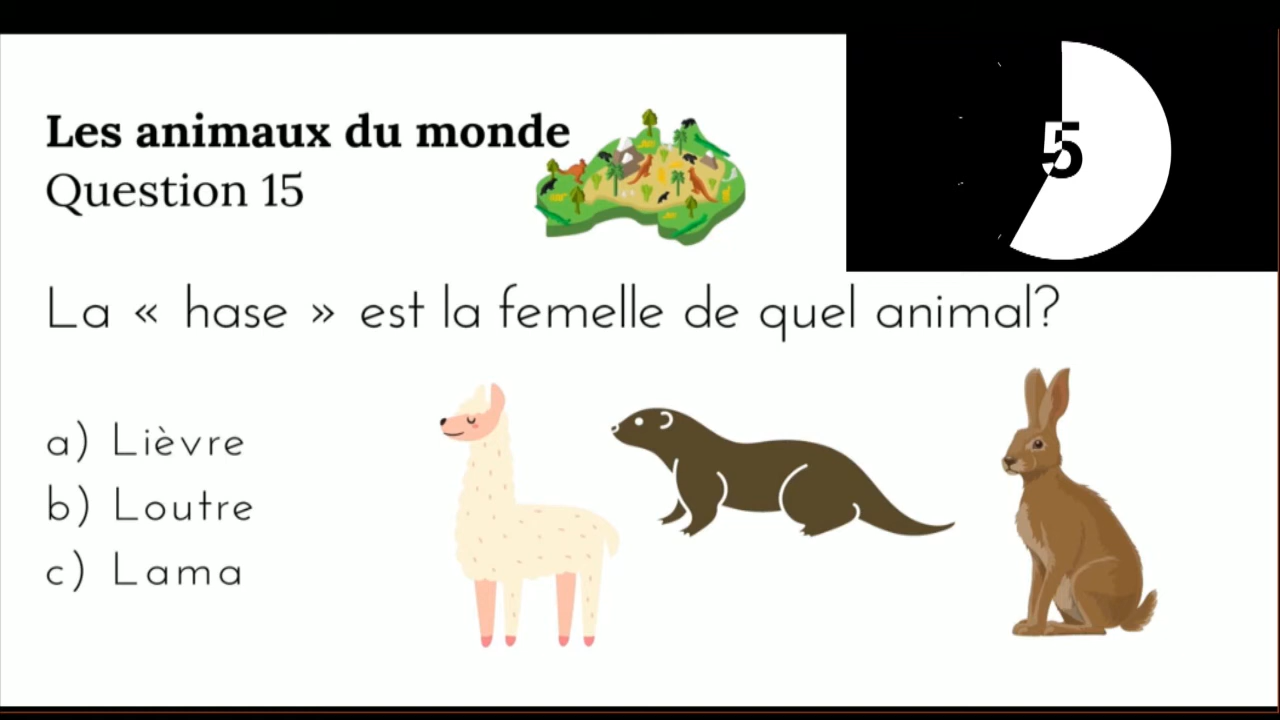 Les animaux du monde
Question 15
5
La « hase » est la femelle de quel animal?
a) Lièvre
b) Loutre
c) Lama